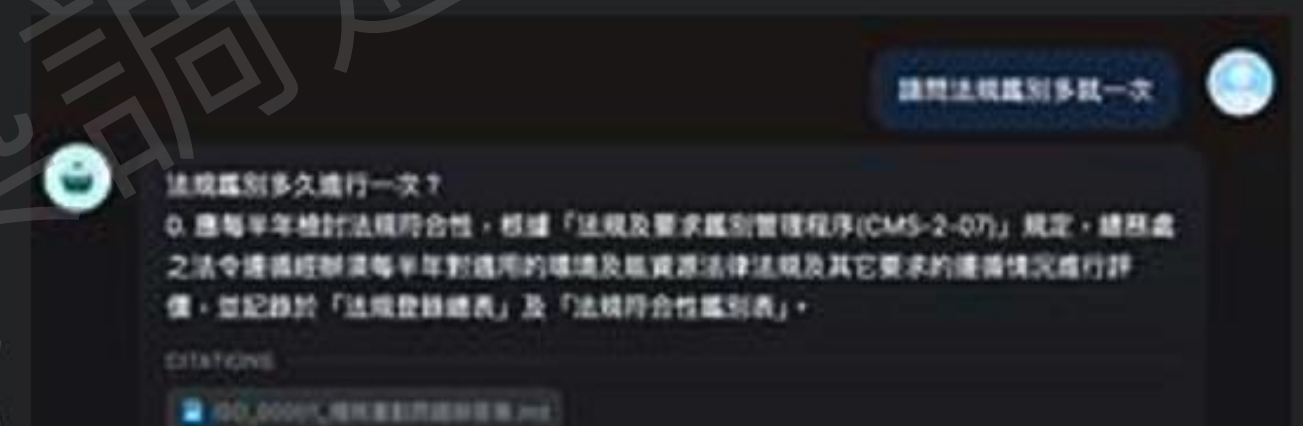 請問法規鑑別多就一次
法規鑑別多久進行一次?
0. 應每半年檢討法規符合性,根據「法規及要求鑑別管理程序(CMS-2-07)」規定,總務處
之法令遵循經辦須每半年對適用的環境及能資源法律法規及其它要求的遵循情況進行評
價,並記錄於「法規登錄總表」及「法規符合性鑑別表」。
CITATIONS